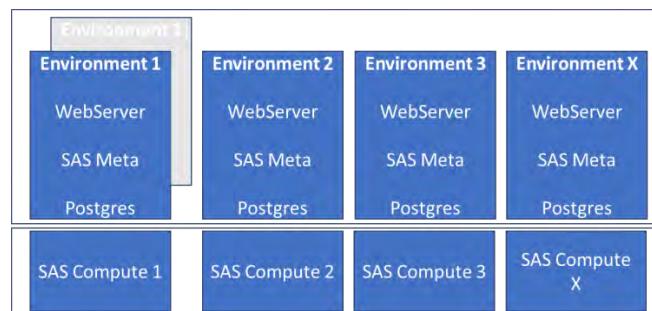 Environment 1
Environment 1 Environment 2 Environment 3 Environment X
WebServer WebServer WebServer WebServer
SAS Meta SAS Meta SAS Meta SAS Meta
Postgres Postgres Postgres Postgres
SAS Compute 1 SAS Compute 2 SAS Compute 3 SAS Compute
X